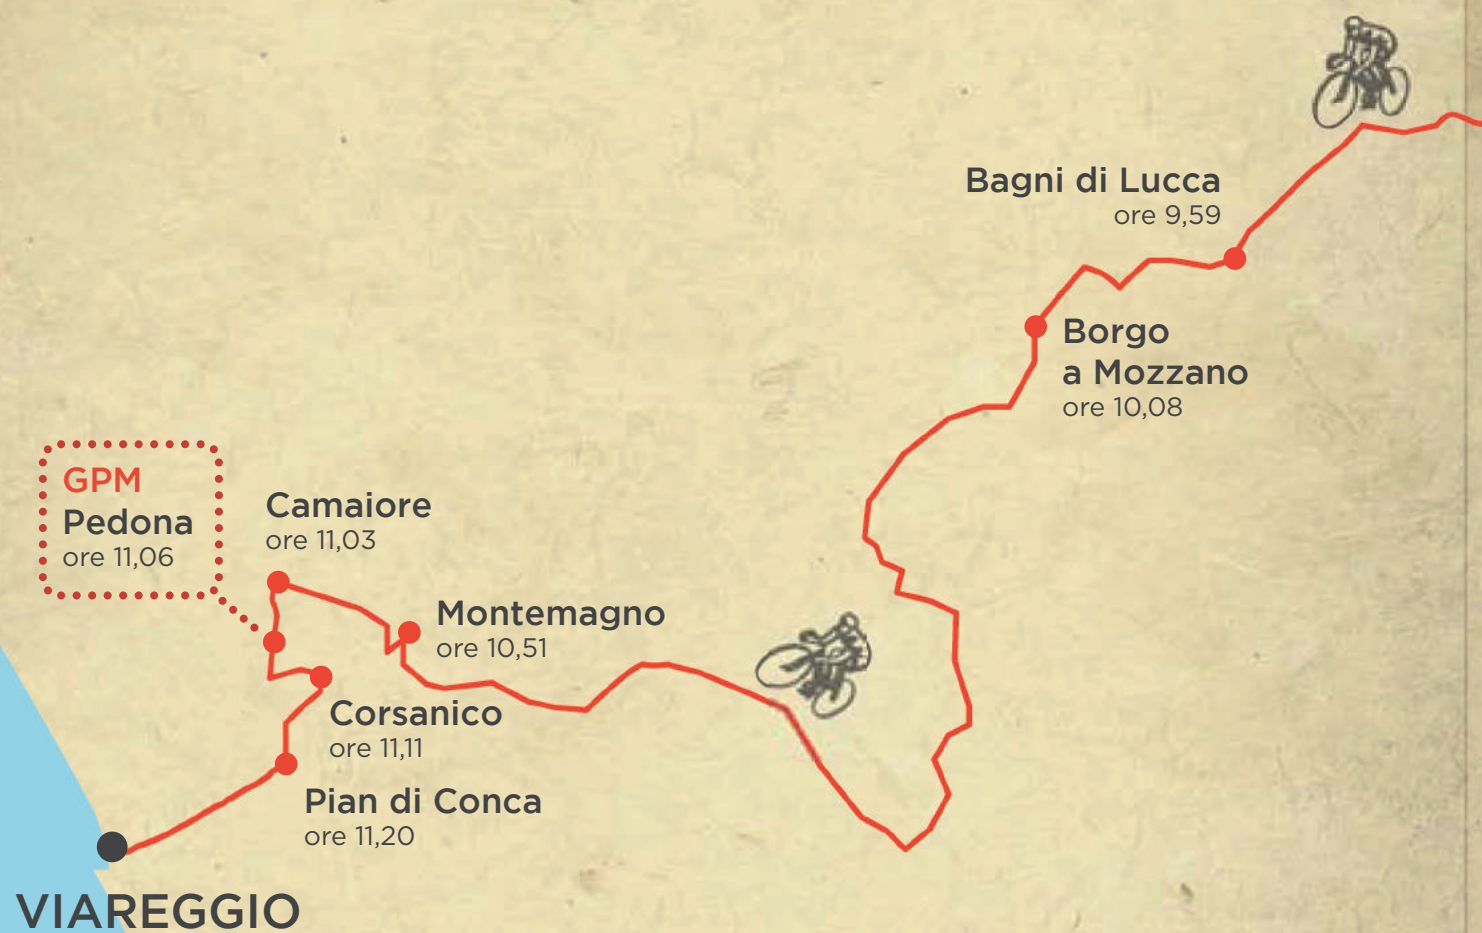 Bagni di Lucca
ore 9,59
Borgo
a Mozzano
ore 10,08
GPM
Pedona
ore 11,06
Camaiore
ore 11,03
Montemagno
ore 10,51
Corsanico
ore 11,11
Pian di Conca
ore 11,20
VIAREGGIO